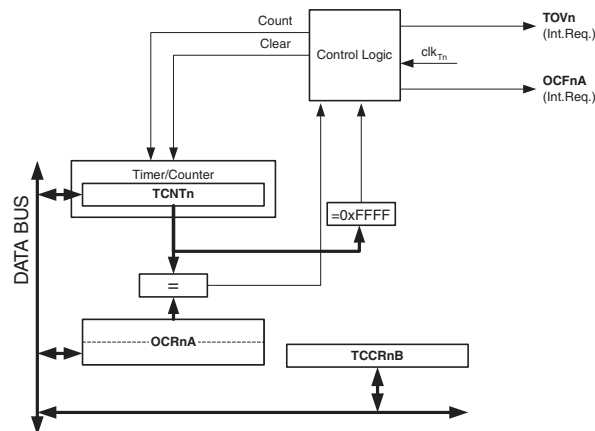 Count
TOVn
(Int.Req.)
Clear
Control Logic
clkTn
OCFnA
(Int.Req.)
Timer/Counter
TCNTn
=0xFFFF
DATA BUS
=
OCRnA
TCCRnB